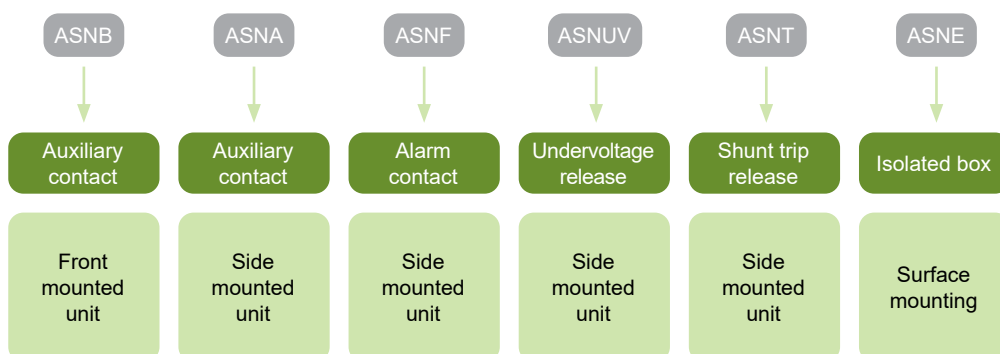 ASNB
ASNA
ASNF
ASNUV
ASNT
ASNE
Auxiliary
contact
Auxiliary
contact
Alarm
contact
Undervoltage
release
Shunt trip
release
Isolated box
Front
mounted
unit
Side
mounted
unit
Side
mounted
unit
Side
mounted
unit
Side
mounted
unit
Surface
mounting